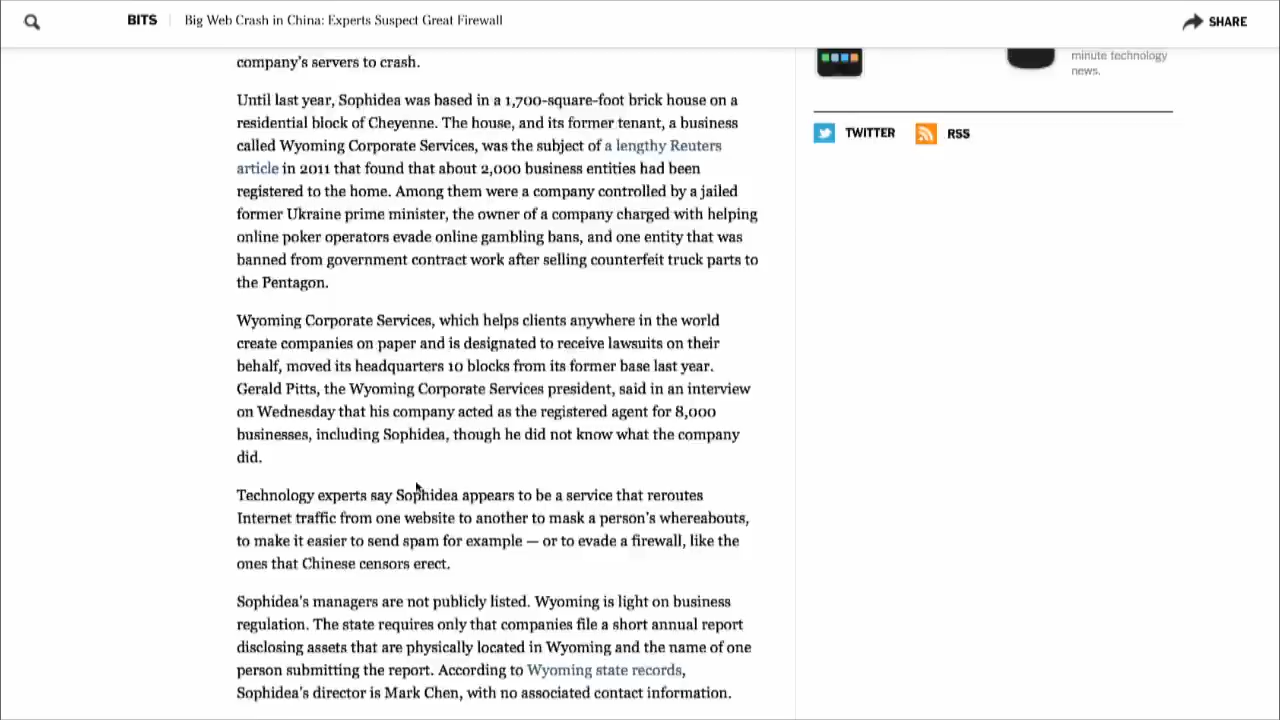 BITS
Big Web Crash in China: Experts Suspect Great Firewall
SHARE
company's servers to crash.
Until last year, Sophidea was based in a 1,700-square-foot brick house on a
residential block of Cheyenne. The house, and its former tenant, a business
called Wyoming Corporate Services, was the subject of a lengthy Reuters
article in 2011 that found that about 2,000 business entities had been
registered to the home. Among them were a company controlled by a jailed
former Ukraine prime minister, the owner of a company charged with helping
online poker operators evade online gambling bans, and one entity that was
banned from government contract work after selling counterfeit truck parts to
the Pentagon.
Wyoming Corporate Services, which helps clients anywhere in the world
create companies on paper and is designated to receive lawsuits on their
behalf, moved its headquarters 10 blocks from its former base last year.
Gerald Pitts, the Wyoming Corporate Services president, said in an interview
on Wednesday that his company acted as the registered agent for 8,000
businesses, including Sophidea, though he did not know what the company
did.
Technology experts say Sophidea appears to be a service that reroutes
Internet traffic from one website to another to mask a person's whereabouts,
to make it easier to send spam for example — or to evade a firewall, like the
ones that Chinese censors erect.
Sophidea's managers are not publicly listed. Wyoming is light on business
regulation. The state requires only that companies file a short annual report
disclosing assets that are physically located in Wyoming and the name of one
person submitting the report. According to Wyoming state records,
Sophidea's director is Mark Chen, with no associated contact information.
minute technology
news.
TWITTER
RSS